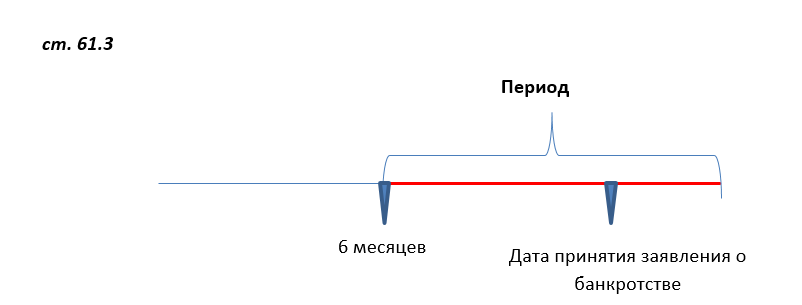 ст. 61.3
Период
6 месяцев
Дата принятия заявления о
банкротстве